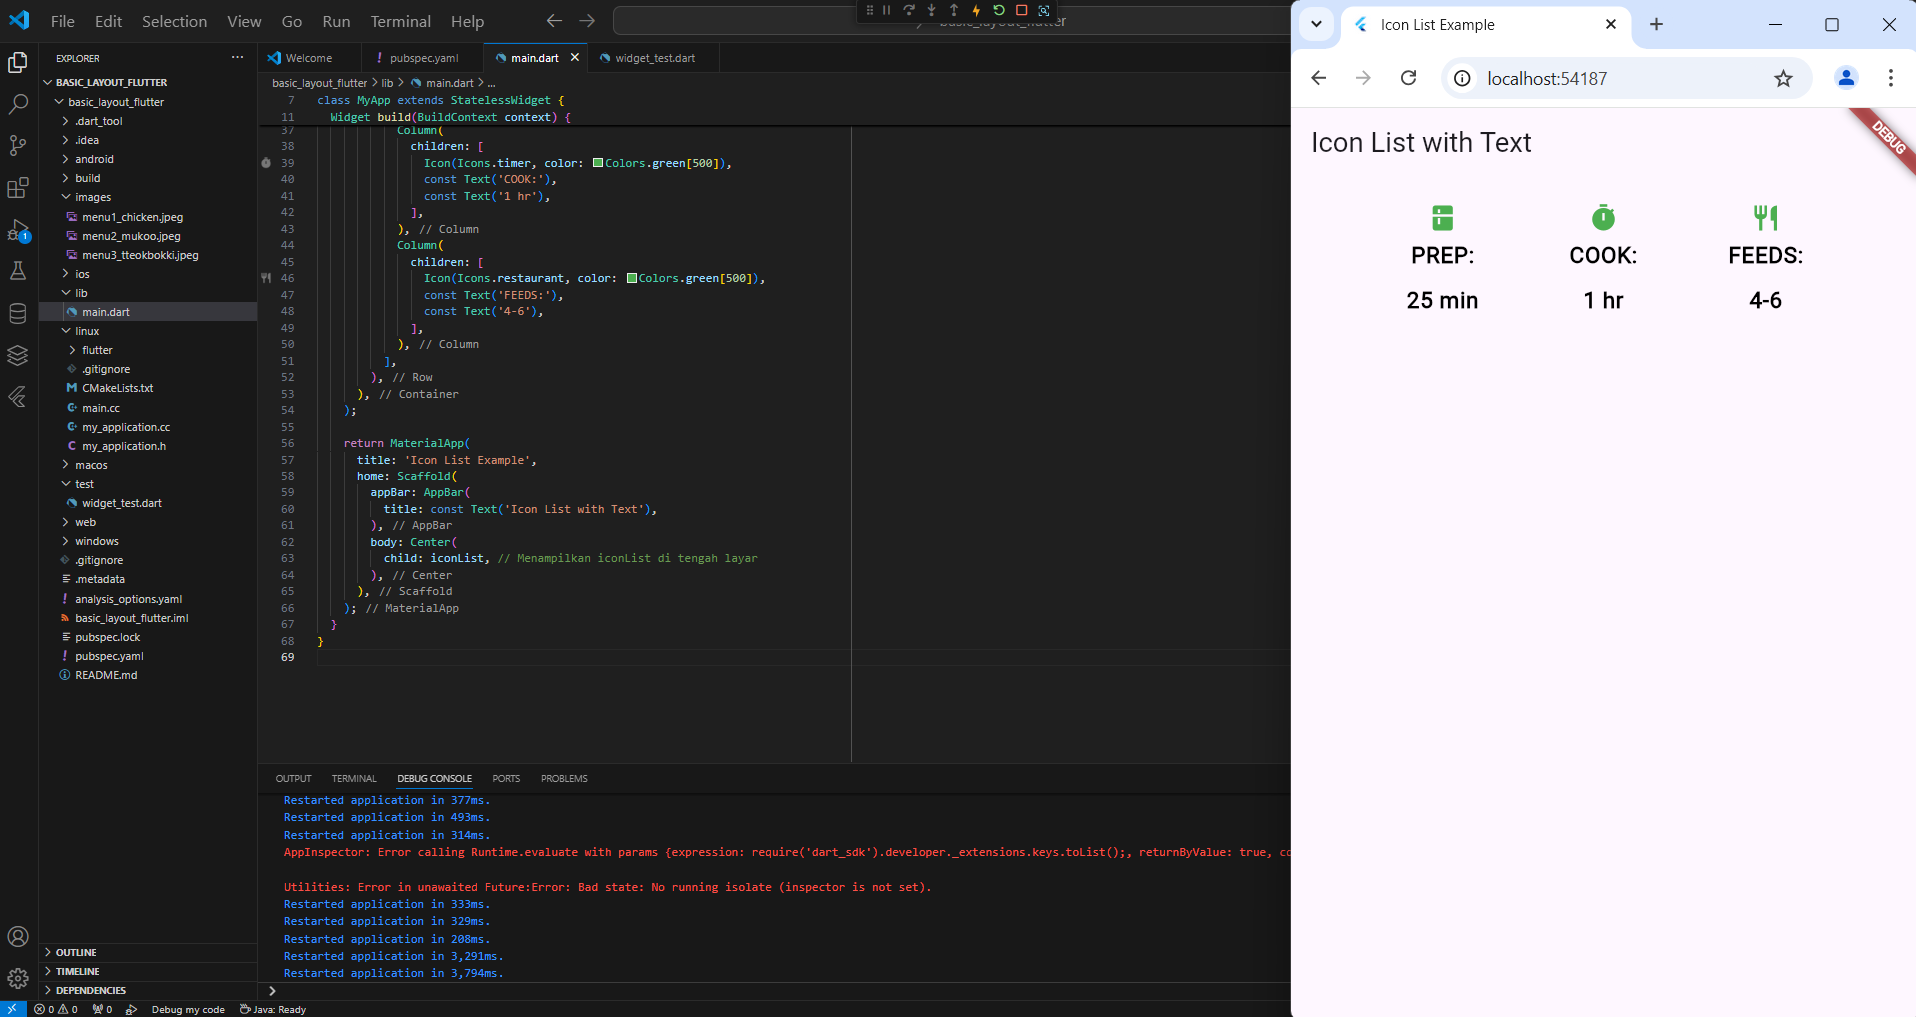 File Edit Selection View Go Run Terminal Help
EXPLORER
BASIC_LAYOUT_FLUTTER
basic_layout_flutter
.dart_tool
.idea
android
build
images
menu1_chicken.jpeg
menu2_mukoo.jpeg
menu3_tteokbokki.jpeg
ios
lib
main.dart
linux
flutter
.gitignore
CMakeLists.txt
main.cc
my_application.cc
my_application.h
macos
test
widget_test.dart
web
windows
.gitignore
.metadata
analysis_options.yaml
basic_layout_flutter.iml
pubspec.lock
pubspec.yaml
README.md
OUTLINE
TIMELINE
DEPENDENCIES
Welcome pubspec.yaml main.dart widget_test.dart
basic_layout_flutter > lib > main.dart > ...
7 class MyApp extends StatelessWidget {
11 Widget build(BuildContext context) {
37 Column(
38 children: [
39 Icon(Icons.timer, color: Colors.green[500]),
40 const Text('COOK:'),
41 const Text('1 hr'),
42 ],
43 ), // Column
44 Column(
45 children: [
46 Icon(Icons.restaurant, color: Colors.green[500]),
47 const Text('FEEDS:'),
48 const Text('4-6'),
49 ],
50 ), // Column
51 ],
52 ), // Row
53 ), // Container
54 );
55
56 return MaterialApp(
57 title: 'Icon List Example',
58 home: Scaffold(
59 appBar: AppBar(
60 title: const Text('Icon List with Text'),
61 ), // AppBar
62 body: Center(
63 child: iconList, // Menampilkan iconList di tengah layar
64 ), // Center
65 ), // Scaffold
66 ); // MaterialApp
67 }
68 }
69
OUTPUT TERMINAL DEBUG CONSOLE PORTS PROBLEMS
Restarted application in 377ms.
Restarted application in 493ms.
Restarted application in 314ms.
AppInspector: Error calling Runtime.evaluate with params {expression: require('dart_sdk').developer._extensions.keys.toList();, returnByValue: true, co
Utilities: Error in unawaited Future:Error: Bad state: No running isolate (inspector is not set).
Restarted application in 333ms.
Restarted application in 329ms.
Restarted application in 208ms.
Restarted application in 3,291ms.
Restarted application in 3,794ms.
0 0 0 Debug my code Java: Ready
Icon List Example
localhost:54187
Icon List with Text
DEBUG
PREP: COOK: FEEDS:
25 min 1 hr 4-6